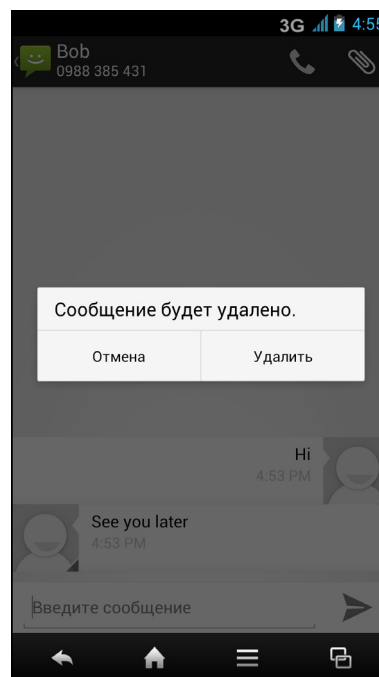 3G 4:55
Bob
0988 385 431
Сообщение будет удалено.
Отмена Удалить
Hi
4:53 PM
See you later
4:53 PM
Введите сообщение